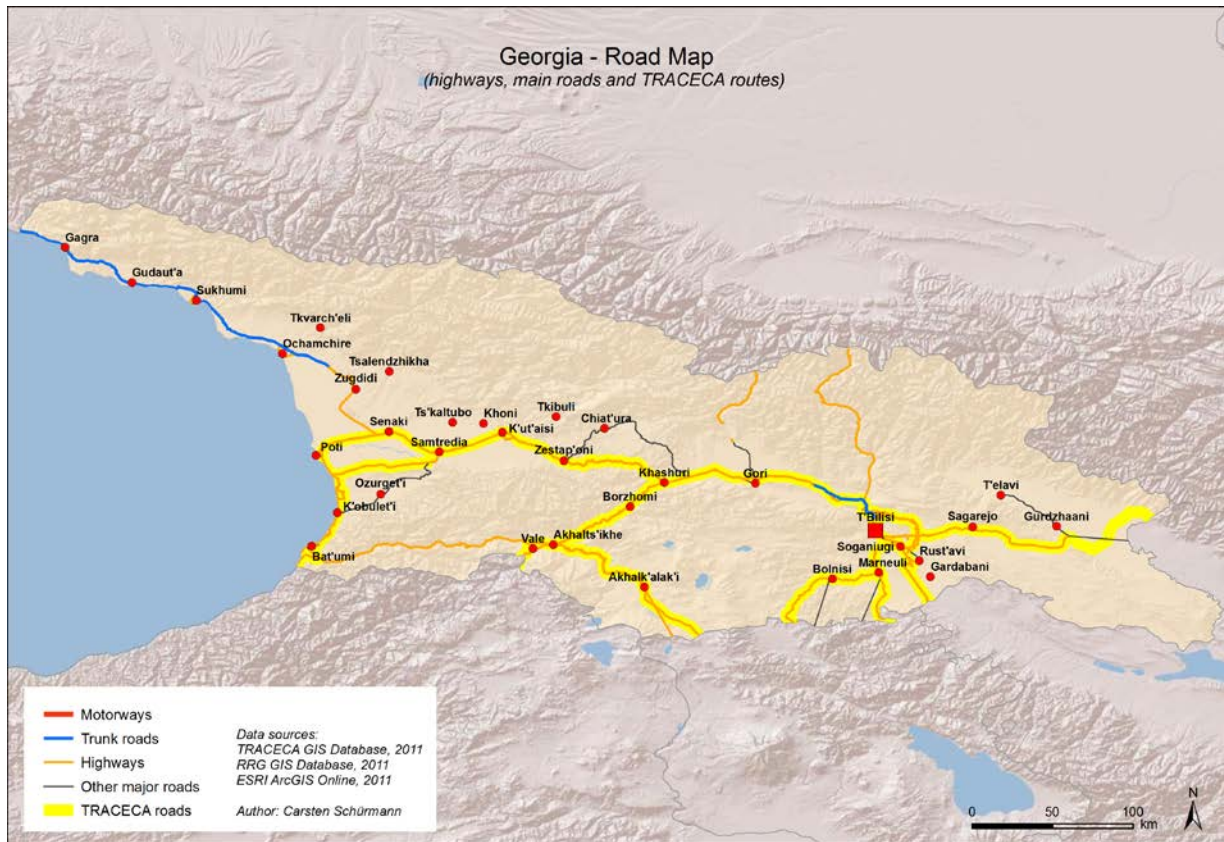 Georgia - Road Map
(highways, main roads and TRACECA routes)
Gagra
Gudaut'a
Sukhumi
Tkvarch'eli
Ochamchire
Tsalendzhikha
Zugdidi
Ts'kaltubo
Khoni
Tkibuli
Chiat'ura
Senaki
K'ut'aisi
Poti
Samtredia
Zestap'oni
Khashuri
Gori
Ozurget'i
K'obulet'i
Borzhomi
T'elavi
T'Bilisi
Sagarejo
Gurdzhaani
Bat'umi
Vale
Akhalts'ikhe
Soganiugi
Rust'avi
Marneuli
Gardabani
Bolnisi
Akhalk'alak'i
Motorways
Trunk roads
Highways
Other major roads
TRACECA roads
Data sources:
TRACECA GIS Database, 2011
RRG GIS Database, 2011
ESRI ArcGIS Online, 2011
Author: Carsten Schürmann
N
0 50 100
km